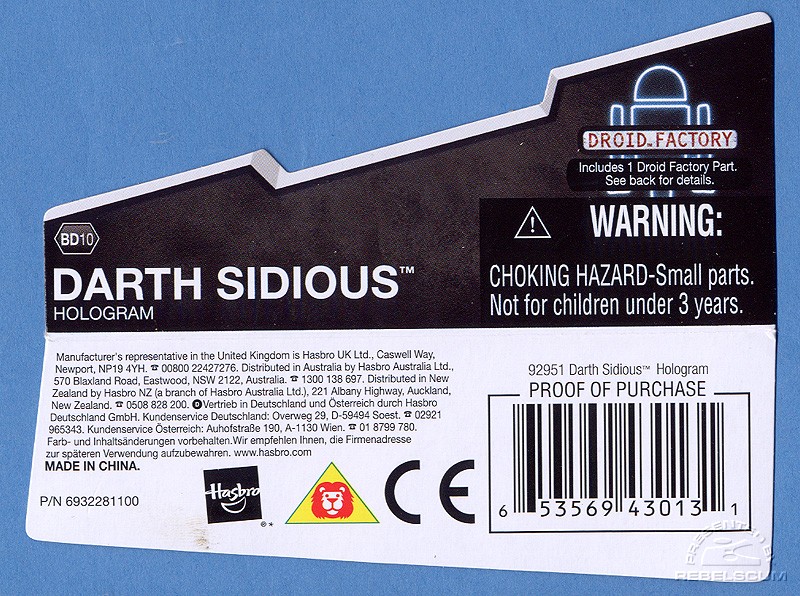 DROID FACTORY
Includes 1 Droid Factory Part.
See back for details.
BD10
DARTH SIDIOUS™
HOLOGRAM
WARNING:
CHOKING HAZARD-Small parts.
Not for children under 3 years.
Manufacturer's representative in the United Kingdom is Hasbro UK Ltd., Caswell Way,
Newport, NP19 4YH. ☎ 00800 22427276. Distributed in Australia by Hasbro Australia Ltd.,
570 Blaxland Road, Eastwood, NSW 2122, Australia. ☎ 1300 138 697. Distributed in New
Zealand by Hasbro NZ (a branch of Hasbro Australia Ltd.), 221 Albany Highway, Auckland,
New Zealand. ☎ 0508 828 200. D Vertrieb in Deutschland und Österreich durch Hasbro
Deutschland GmbH. Kundenservice Deutschland: Overweg 29, D-59494 Soest. ☎ 02921
965343. Kundenservice Österreich: Auhofstraße 190, A-1130 Wien. ☎ 01 8799 780.
Farb- und Inhaltsänderungen vorbehalten.Wir empfehlen Ihnen, die Firmenadresse
zur späteren Verwendung aufzubewahren. www.hasbro.com
MADE IN CHINA.
P/N 6932281100
Hasbro
®*
CE
92951 Darth Sidious™ Hologram
PROOF OF PURCHASE
6 53569 43013 1
REBELSCUM